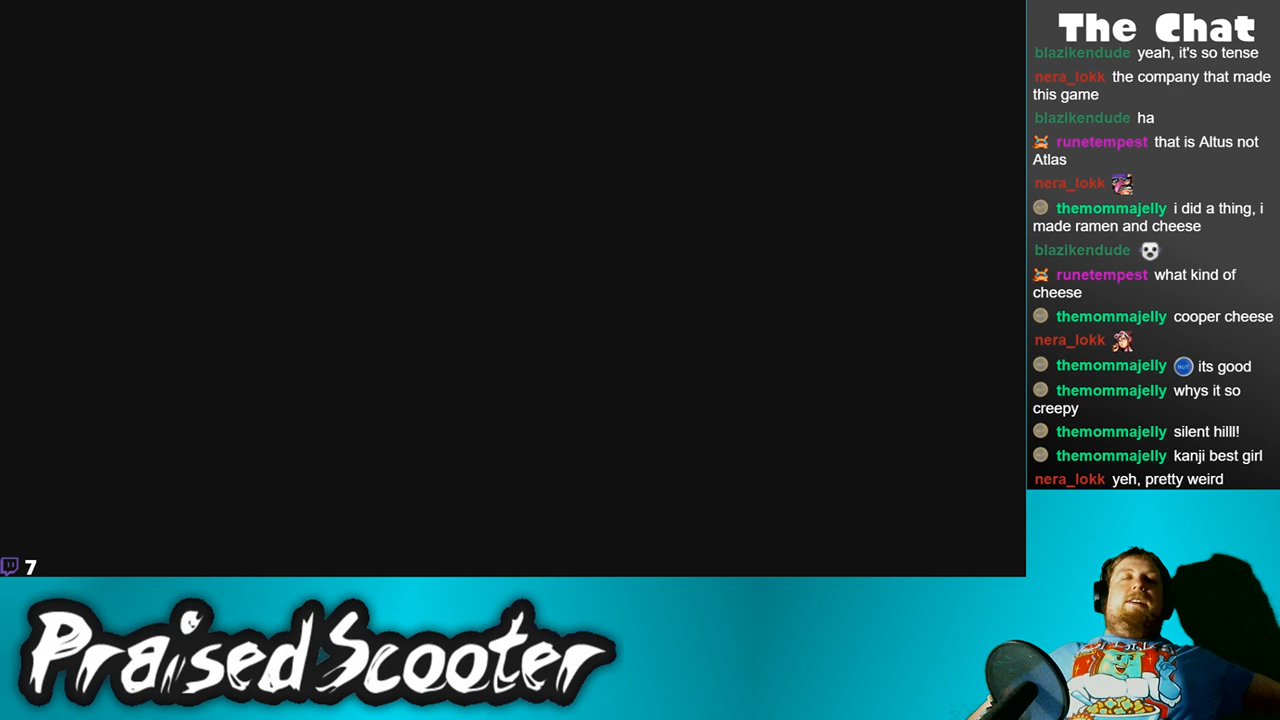 The Chat
blazikendude yeah, it's so tense
nera_lokk the company that made
this game
blazikendude ha
runetempest that is Altus not
Atlas
nera_lokk
themommajelly i did a thing, i
made ramen and cheese
blazikendude
runetempest what kind of
cheese
themommajelly cooper cheese
nera_lokk
themommajelly NUT its good
themommajelly whys it so
creepy
themommajelly silent hilll!
themommajelly kanji best girl
nera_lokk yeh, pretty weird
7
PraisedScooter